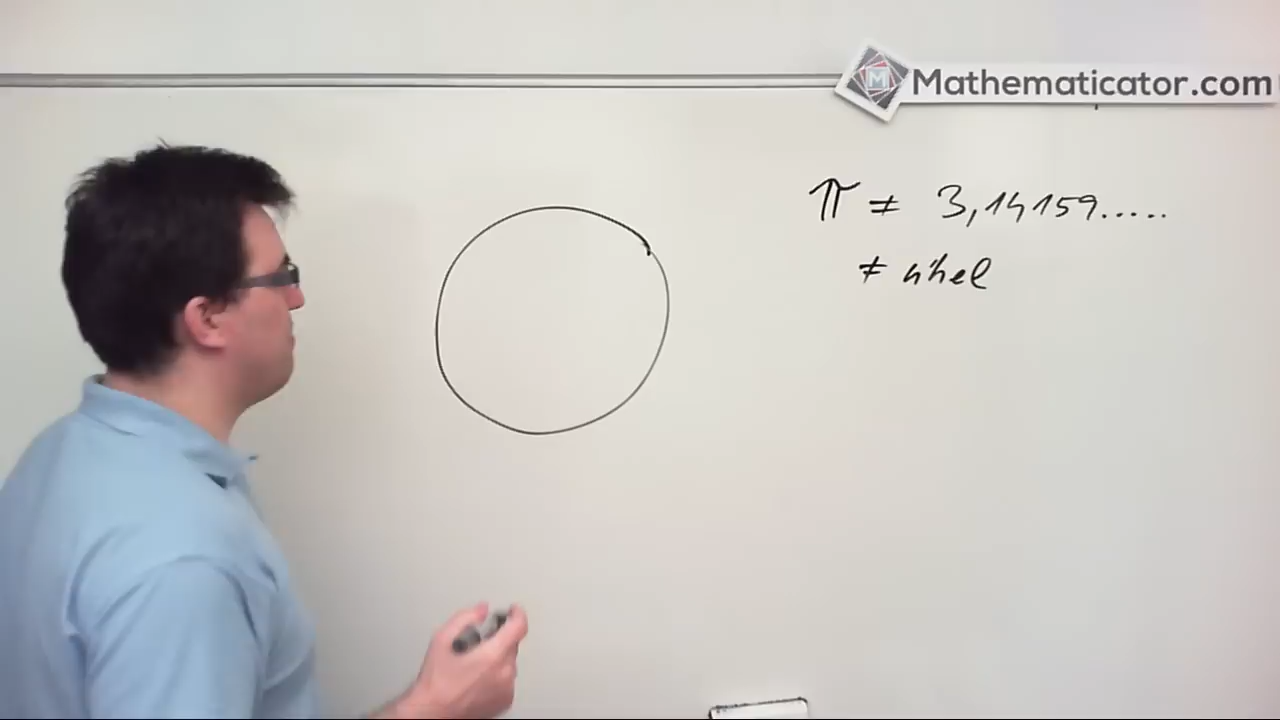 Mathematicator.com
π ≠ 3,14159.....
≠ úhel